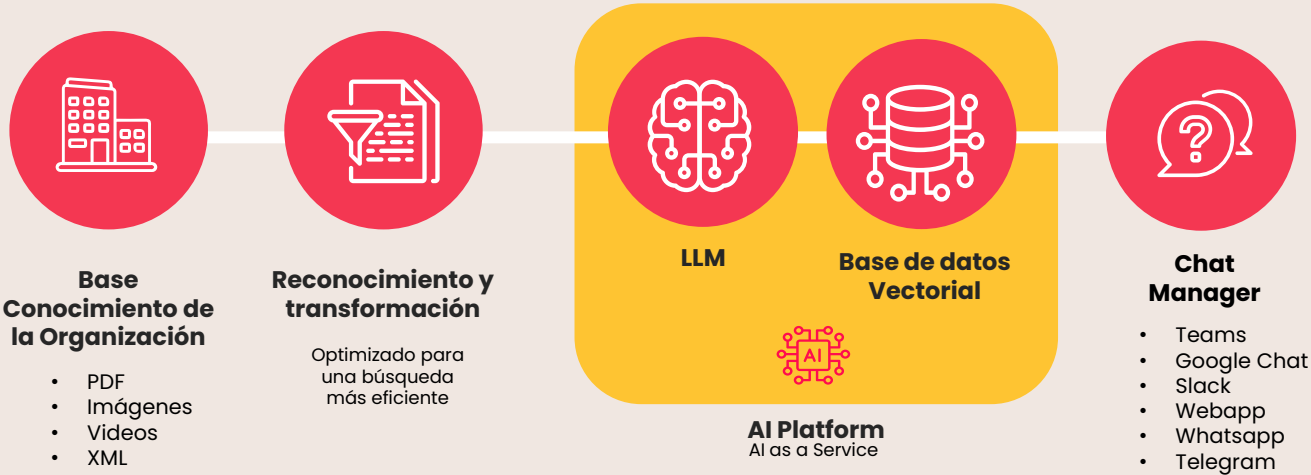 Base
Conocimiento de
la Organización
• PDF
• Imágenes
• Videos
• XML
Reconocimiento y
transformación
Optimizado para
una búsqueda
más eficiente
LLM
Base de datos
Vectorial
AI
AI Platform
AI as a Service
?
Chat
Manager
• Teams
• Google Chat
• Slack
• Webapp
• Whatsapp
• Telegram